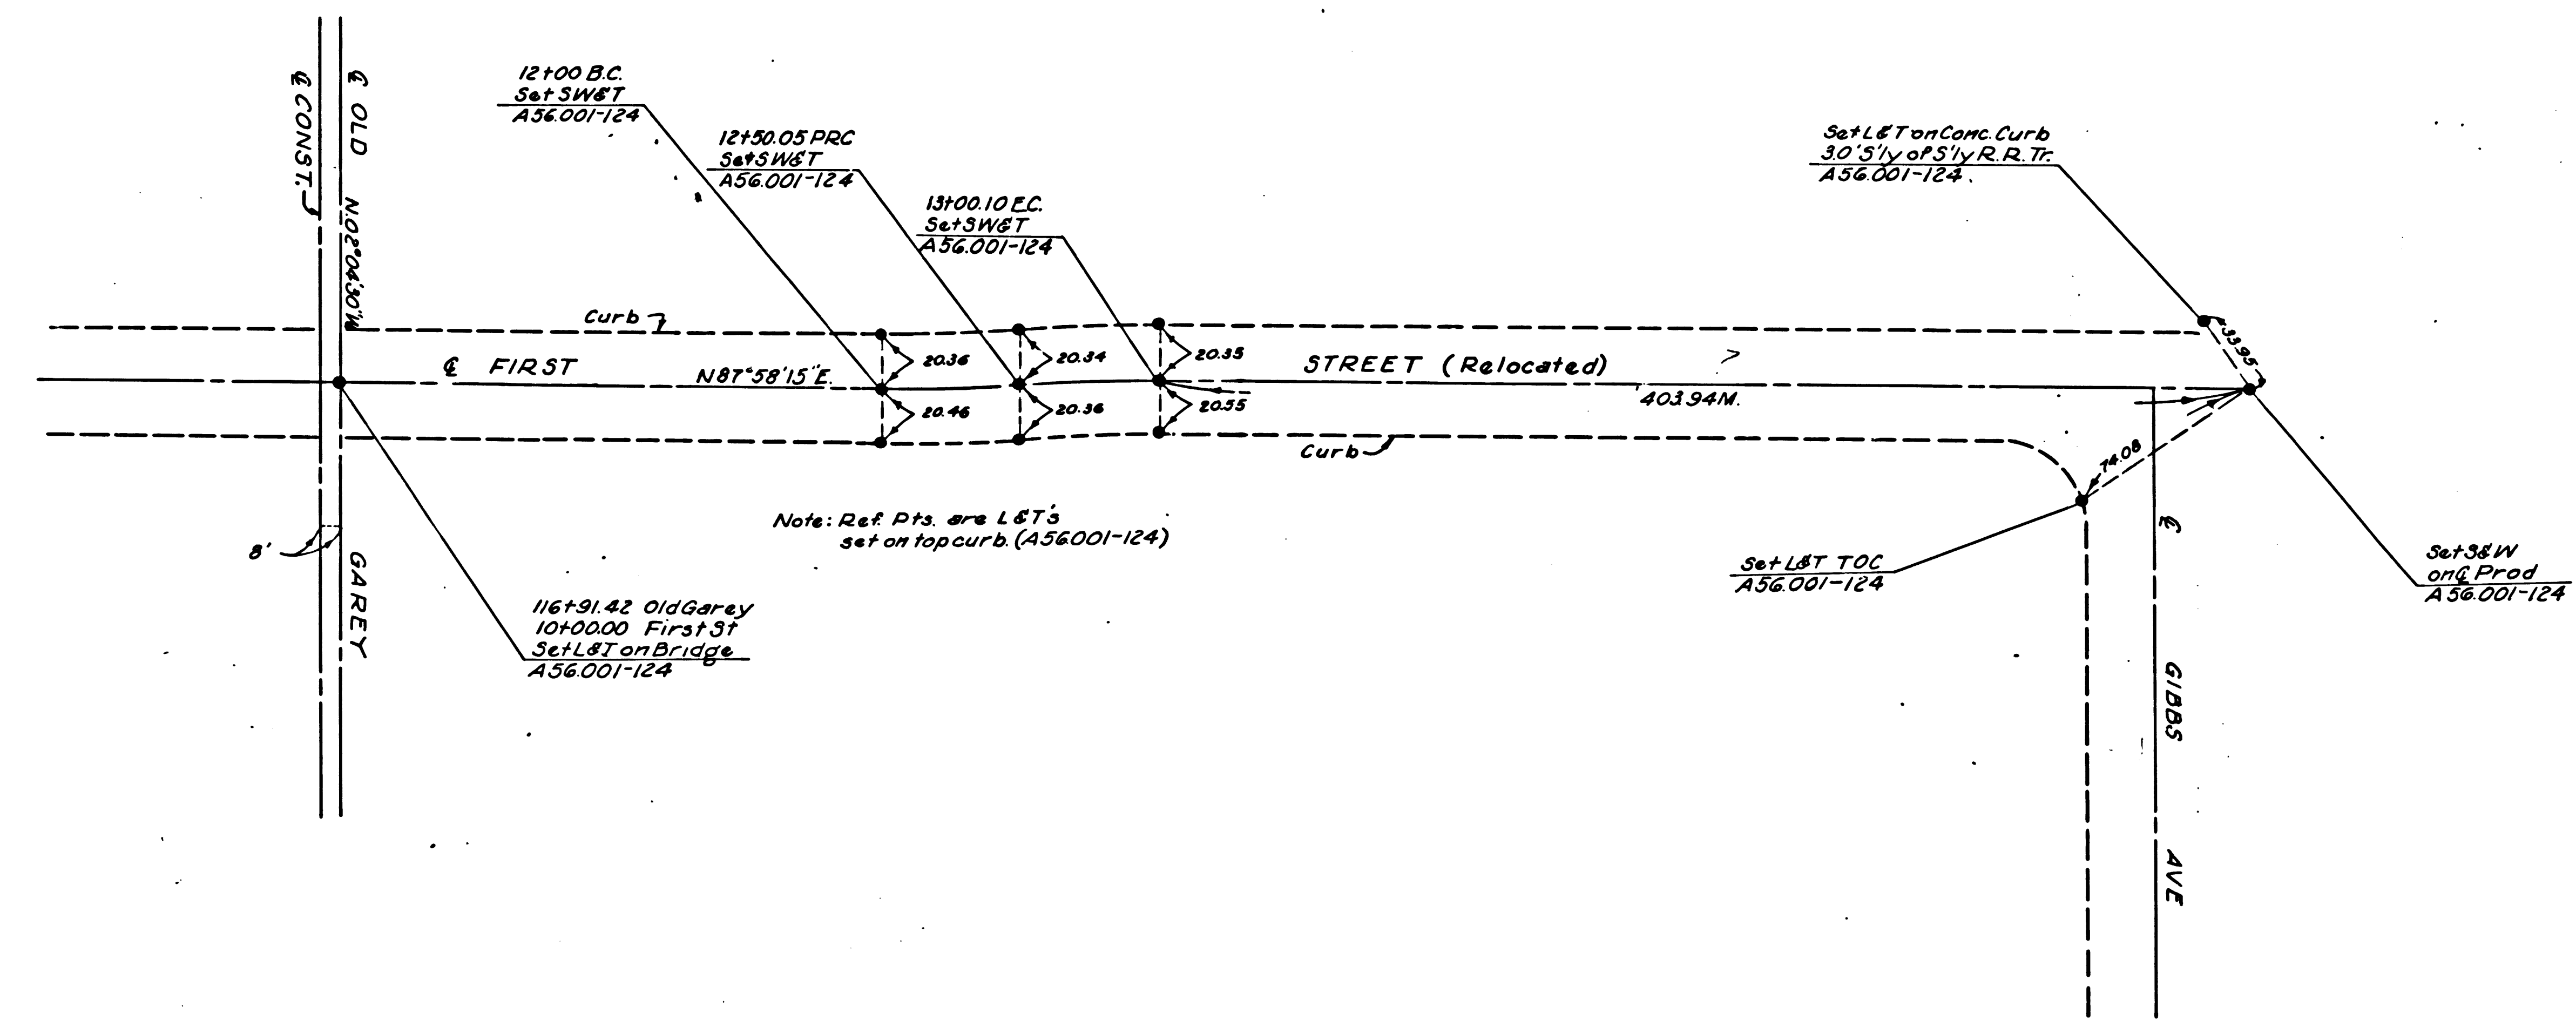 ℄ OLD N.02°04'30"W
℄ CONST.
12+00 B.C.
Set SW&T
A56.001-124
12+50.05 PRC
Set SW&T
A56.001-124
13+00.10 E.C.
Set SW&T
A56.001-124
Set L&T on Conc. Curb
3.0' S'ly of S'ly R.R. Tr.
A56.001-124.
Curb
℄ FIRST
N87°58'15"E.
20.36
20.34
20.35
STREET (Relocated)
33.95
20.46
20.36
20.55
403.94M.
Curb
74.08
Note: Ref. Pts. are L&T's
set on top curb. (A56.001-124)
8'
GAREY
Set L&T TOC
A56.001-124
℄ GIBBS AVE
Set S&W
on ℄ Prod
A56.001-124
116+91.42 Old Garey
10+00.00 First St
Set L&T on Bridge
A56.001-124